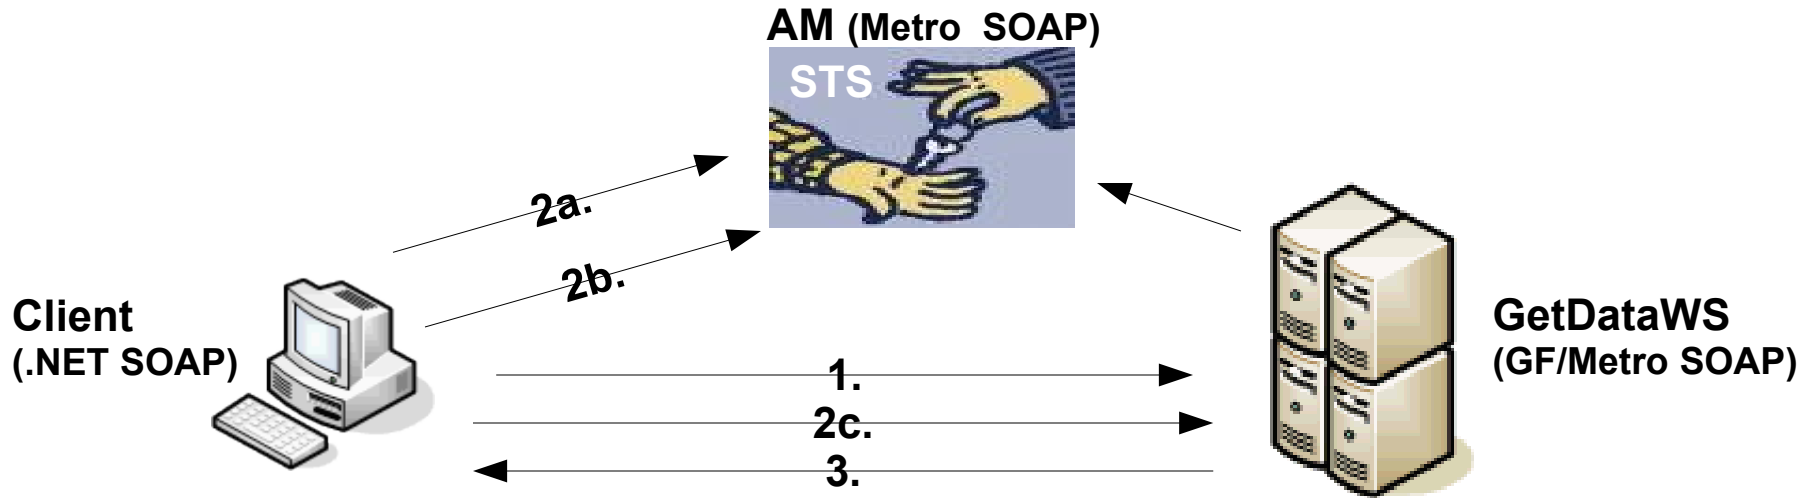 AM (Metro SOAP)
STS
2a.
2b.
Client
(.NET SOAP)
GetDataWS
(GF/Metro SOAP)
1.
2c.
3.